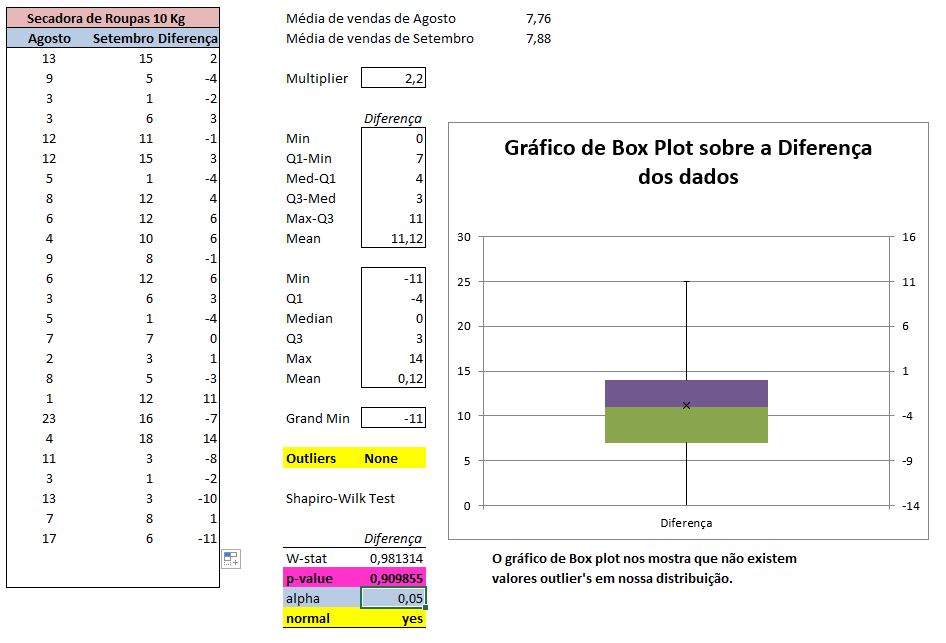 Secadora de Roupas 10 Kg
Agosto Setembro Diferença
13 15 2
9 5 -4
3 1 -2
3 6 3
12 11 -1
12 15 3
5 1 -4
8 12 4
6 12 6
4 10 6
9 8 -1
6 12 6
3 6 3
5 1 -4
7 7 0
2 3 1
8 5 -3
1 12 11
23 16 -7
4 18 14
11 3 -8
3 1 -2
13 3 -10
7 8 1
17 6 -11
Média de vendas de Agosto 7,76
Média de vendas de Setembro 7,88
Multiplier 2,2
Diferença
Min 0
Q1-Min 7
Med-Q1 4
Q3-Med 3
Max-Q3 11
Mean 11,12
Min -11
Q1 -4
Median 0
Q3 3
Max 14
Mean 0,12
Grand Min -11
Outliers None
Shapiro-Wilk Test
Diferença
W-stat 0,981314
p-value 0,909855
alpha 0,05
normal yes
Gráfico de Box Plot sobre a Diferença
dos dados
30 16
25 11
20 6
15 1
10 -4
5 -9
0 -14
Diferença
O gráfico de Box plot nos mostra que não existem
valores outlier's em nossa distribuição.